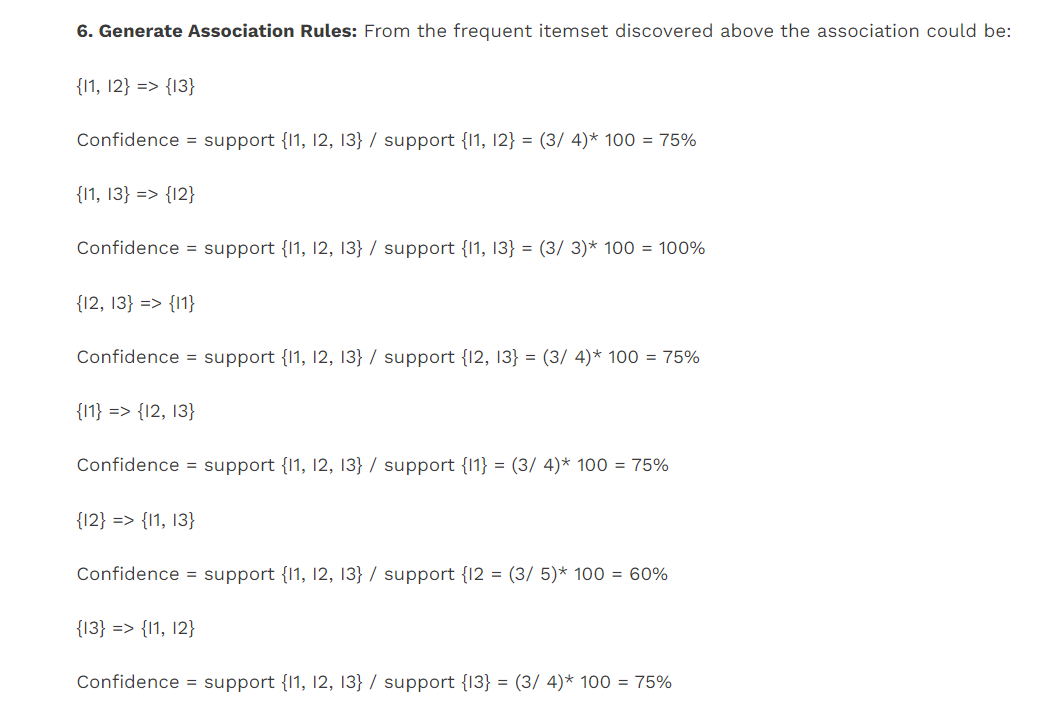 6. Generate Association Rules: From the frequent itemset discovered above the association could be:
{I1, I2} => {I3}
Confidence = support {I1, I2, I3} / support {I1, I2} = (3/ 4)* 100 = 75%
{I1, I3} => {I2}
Confidence = support {I1, I2, I3} / support {I1, I3} = (3/ 3)* 100 = 100%
{I2, I3} => {I1}
Confidence = support {I1, I2, I3} / support {I2, I3} = (3/ 4)* 100 = 75%
{I1} => {I2, I3}
Confidence = support {I1, I2, I3} / support {I1} = (3/ 4)* 100 = 75%
{I2} => {I1, I3}
Confidence = support {I1, I2, I3} / support {I2 = (3/ 5)* 100 = 60%
{I3} => {I1, I2}
Confidence = support {I1, I2, I3} / support {I3} = (3/ 4)* 100 = 75%